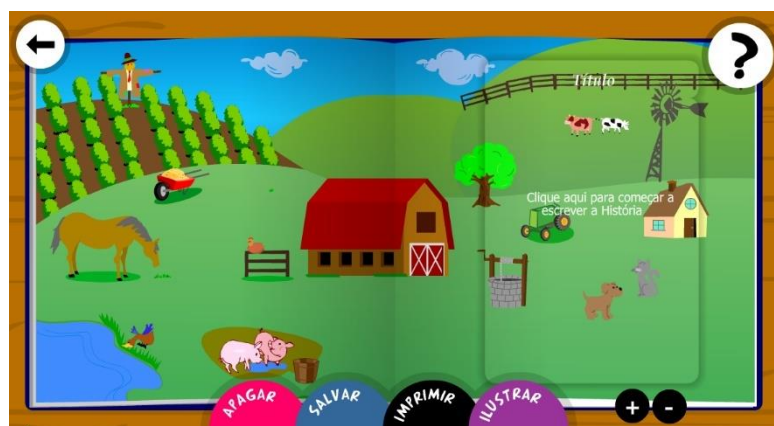 ?
Título
Clique aqui para começar a
escrever a História
APAGAR
SALVAR
IMPRIMIR
ILUSTRAR
+ -